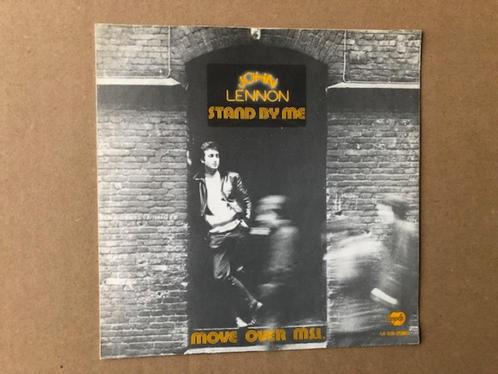 JOHN
LENNON
STAND BY ME
MOVE OVER MS.L.